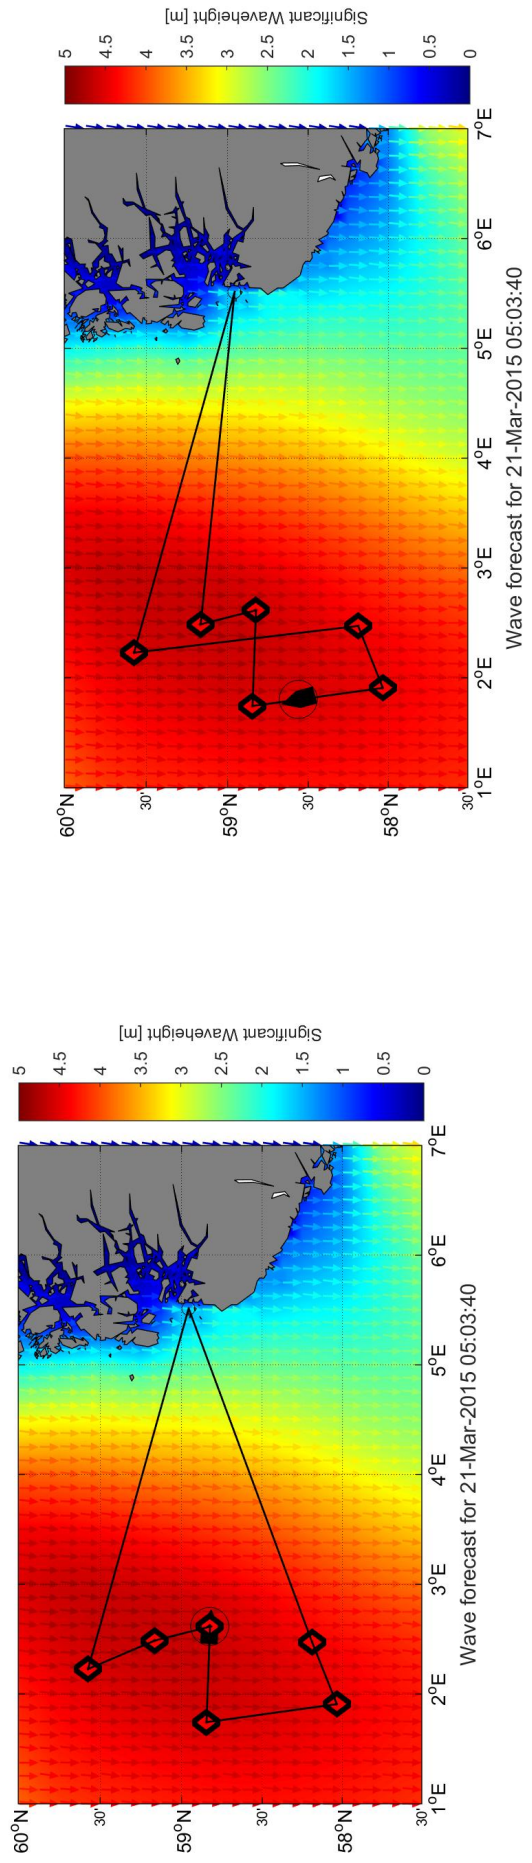 Significant Waveheight [m]
5
4.5
4
3.5
3
2.5
2
1.5
1
0.5
0
60°N
30'
59°N
30'
58°N
30'
1°E
2°E
3°E
4°E
5°E
6°E
7°E
Wave forecast for 21-Mar-2015 05:03:40
Significant Waveheight [m]
5
4.5
4
3.5
3
2.5
2
1.5
1
0.5
0
60°N
30'
59°N
30'
58°N
30'
1°E
2°E
3°E
4°E
5°E
6°E
7°E
Wave forecast for 21-Mar-2015 05:03:40